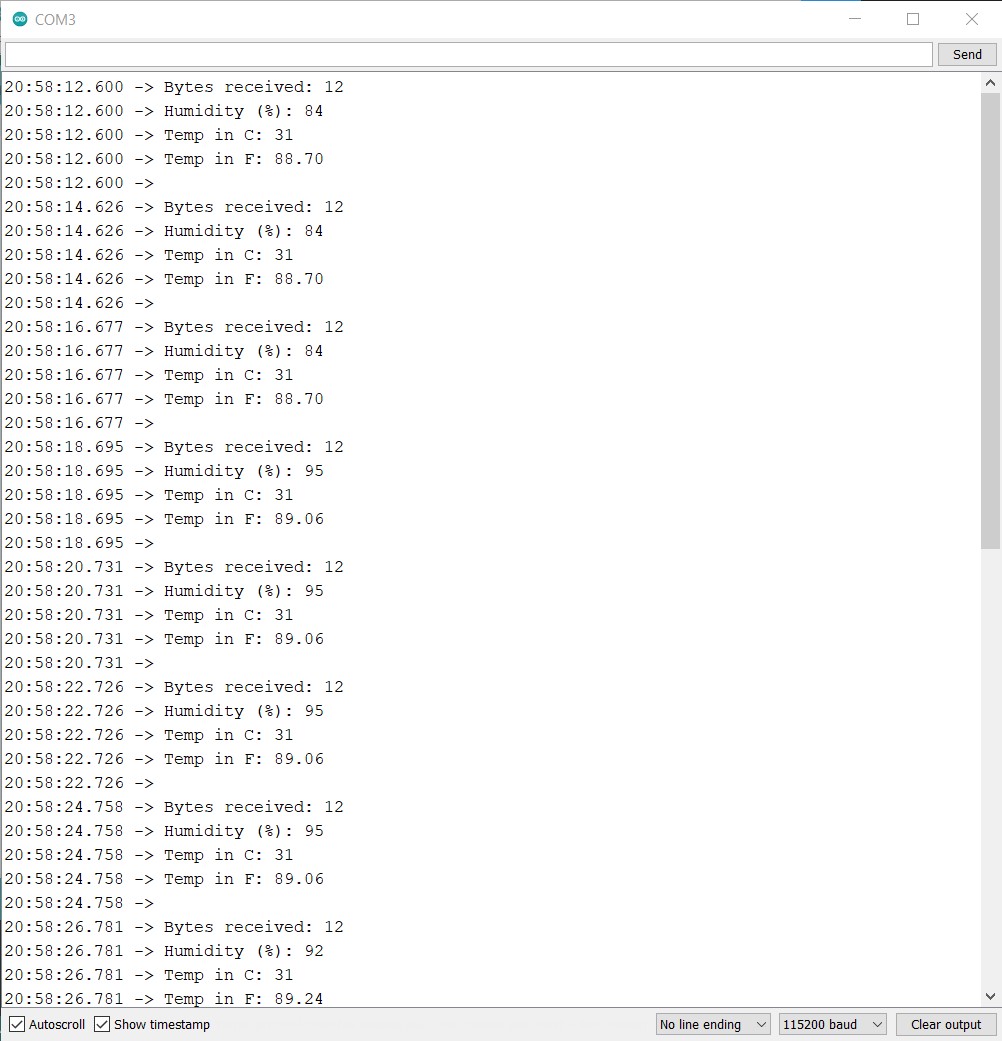 COM3
Send
20:58:12.600 -> Bytes received: 12
20:58:12.600 -> Humidity (%): 84
20:58:12.600 -> Temp in C: 31
20:58:12.600 -> Temp in F: 88.70
20:58:12.600 ->
20:58:14.626 -> Bytes received: 12
20:58:14.626 -> Humidity (%): 84
20:58:14.626 -> Temp in C: 31
20:58:14.626 -> Temp in F: 88.70
20:58:14.626 ->
20:58:16.677 -> Bytes received: 12
20:58:16.677 -> Humidity (%): 84
20:58:16.677 -> Temp in C: 31
20:58:16.677 -> Temp in F: 88.70
20:58:16.677 ->
20:58:18.695 -> Bytes received: 12
20:58:18.695 -> Humidity (%): 95
20:58:18.695 -> Temp in C: 31
20:58:18.695 -> Temp in F: 89.06
20:58:18.695 ->
20:58:20.731 -> Bytes received: 12
20:58:20.731 -> Humidity (%): 95
20:58:20.731 -> Temp in C: 31
20:58:20.731 -> Temp in F: 89.06
20:58:20.731 ->
20:58:22.726 -> Bytes received: 12
20:58:22.726 -> Humidity (%): 95
20:58:22.726 -> Temp in C: 31
20:58:22.726 -> Temp in F: 89.06
20:58:22.726 ->
20:58:24.758 -> Bytes received: 12
20:58:24.758 -> Humidity (%): 95
20:58:24.758 -> Temp in C: 31
20:58:24.758 -> Temp in F: 89.06
20:58:24.758 ->
20:58:26.781 -> Bytes received: 12
20:58:26.781 -> Humidity (%): 92
20:58:26.781 -> Temp in C: 31
20:58:26.781 -> Temp in F: 89.24
Autoscroll Show timestamp No line ending 115200 baud Clear output